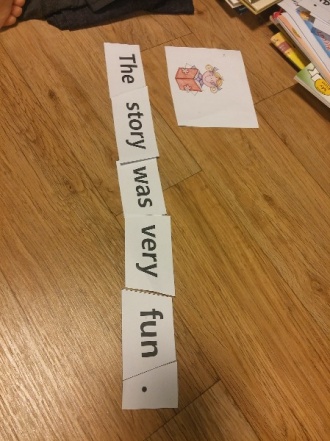 The story was very fun.